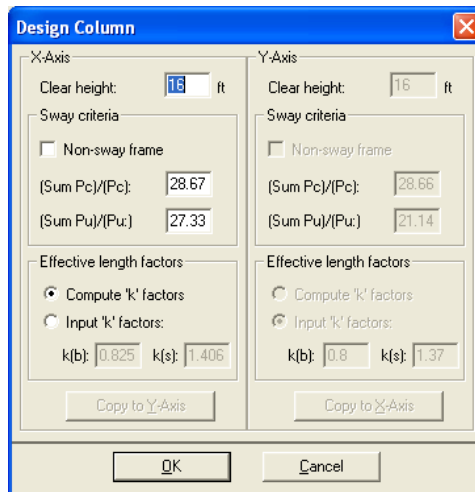 Design Column
X-Axis
Clear height: 16 ft
Sway criteria
Non-sway frame
(Sum Pc)/(Pc): 28.67
(Sum Pu)/(Pu:) 27.33
Effective length factors
Compute 'k' factors
Input 'k' factors:
k(b): 0.825 k(s): 1.406
Copy to Y-Axis
Y-Axis
Clear height: 16 ft
Sway criteria
Non-sway frame
(Sum Pc)/(Pc): 28.66
(Sum Pu)/(Pu:) 21.14
Effective length factors
Compute 'k' factors
Input 'k' factors:
k(b): 0.8 k(s): 1.37
Copy to X-Axis
OK Cancel